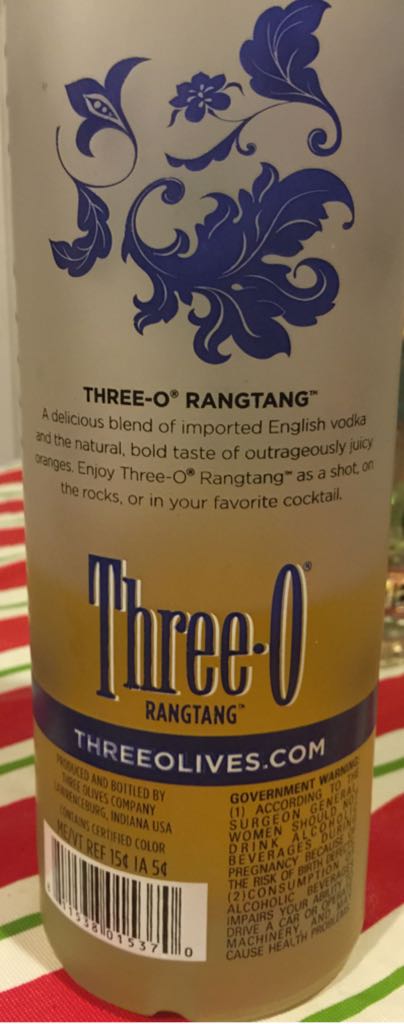 THREE-O® RANGTANG™
A delicious blend of imported English vodka
and the natural, bold taste of outrageously juicy
oranges. Enjoy Three-O® Rangtang℠ as a shot, on
the rocks, or in your favorite cocktail.
Three-O®
RANGTANG™
THREEOLIVES.COM
PRODUCED AND BOTTLED BY
THREE OLIVES COMPANY
LAWRENCEBURG, INDIANA USA
CONTAINS CERTIFIED COLOR
ME/VT REF 15¢ IA 5¢
11538 01537 0
GOVERNMENT WARNING:
(1) ACCORDING TO THE
SURGEON GENERAL,
WOMEN SHOULD NOT
DRINK ALCOHOLIC
BEVERAGES DURING
PREGNANCY BECAUSE OF
THE RISK OF BIRTH DEFECTS.
(2) CONSUMPTION OF
ALCOHOLIC BEVERAGES
IMPAIRS YOUR ABILITY TO
DRIVE A CAR OR OPERATE
MACHINERY, AND MAY
CAUSE HEALTH PROBLEMS.